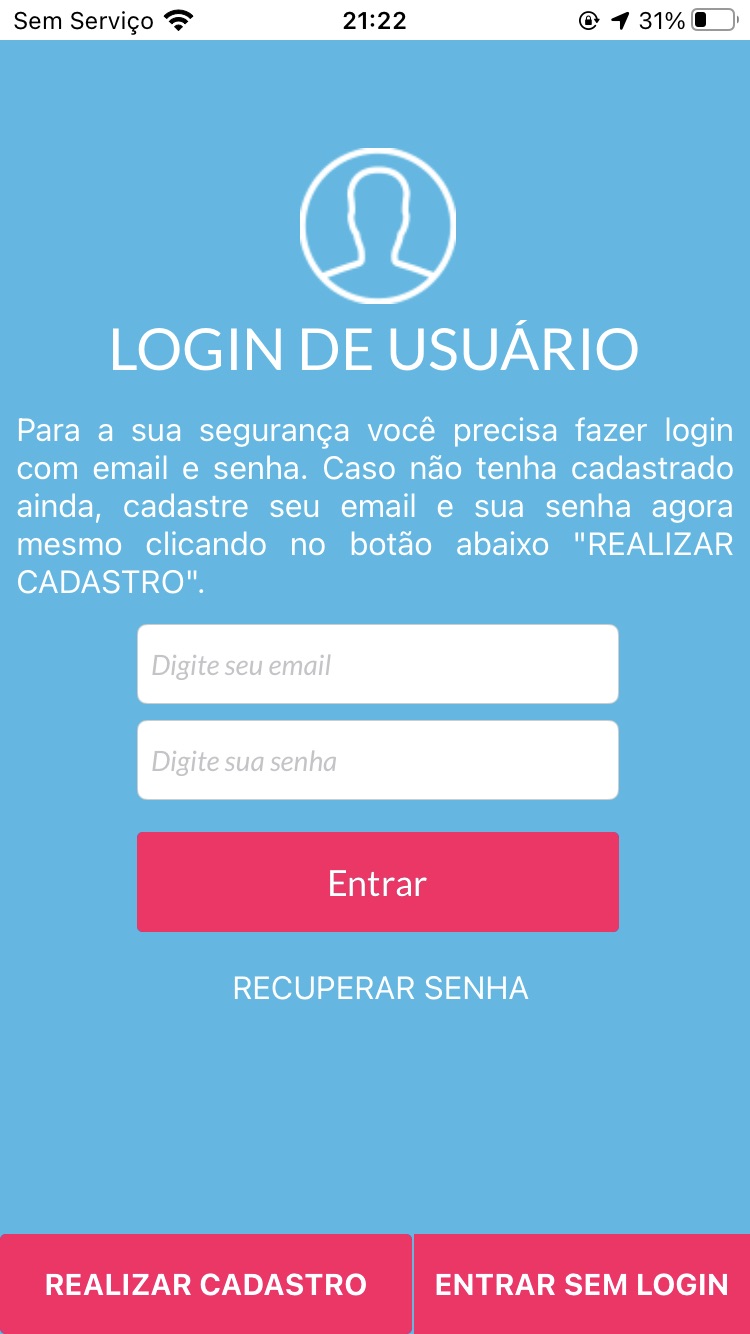 Sem Serviço 21:22 31%
LOGIN DE USUÁRIO
Para a sua segurança você precisa fazer login
com email e senha. Caso não tenha cadastrado
ainda, cadastre seu email e sua senha agora
mesmo clicando no botão abaixo "REALIZAR
CADASTRO".
Digite seu email
Digite sua senha
Entrar
RECUPERAR SENHA
REALIZAR CADASTRO
ENTRAR SEM LOGIN